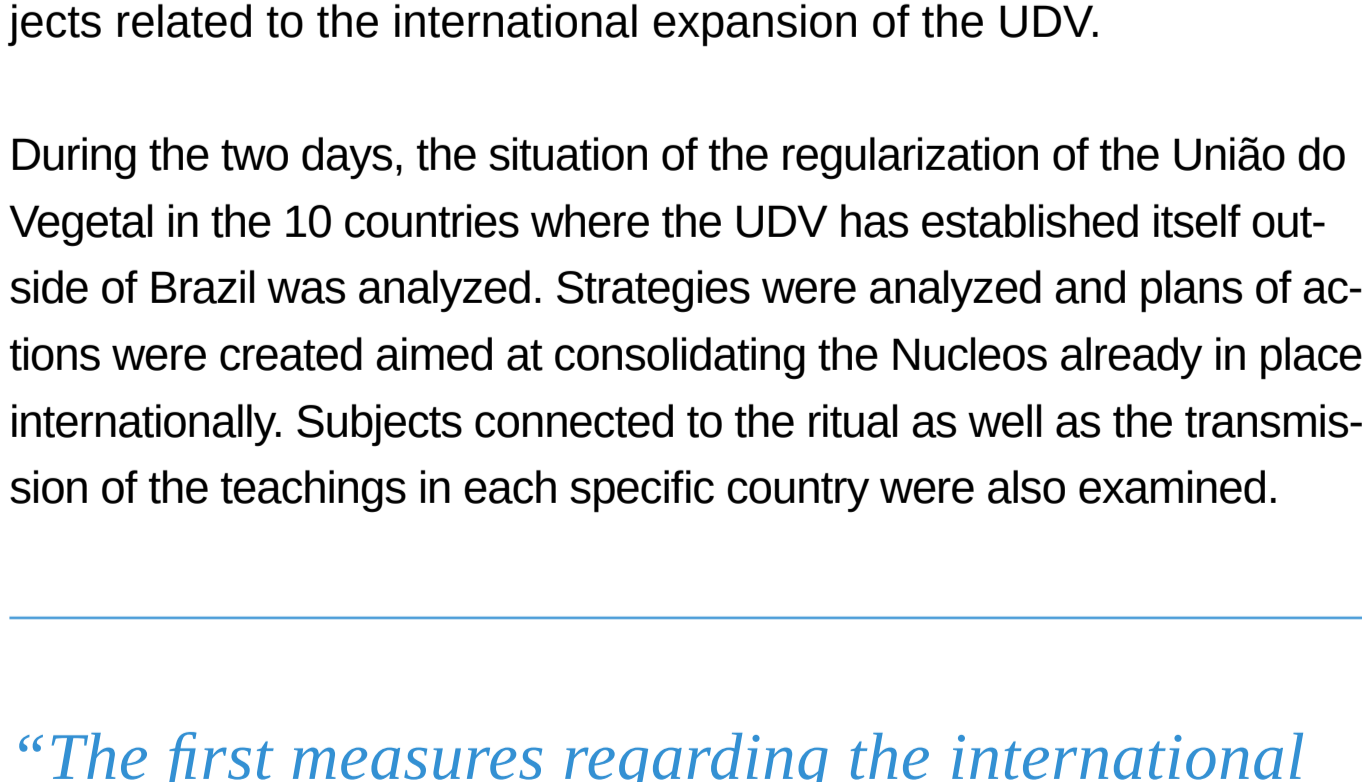 jects related to the international expansion of the UDV.
During the two days, the situation of the regularization of the União do
Vegetal in the 10 countries where the UDV has established itself out-
side of Brazil was analyzed. Strategies were analyzed and plans of ac-
tions were created aimed at consolidating the Nucleos already in place
internationally. Subjects connected to the ritual as well as the transmis-
sion of the teachings in each specific country were also examined.
“The first measures regarding the international